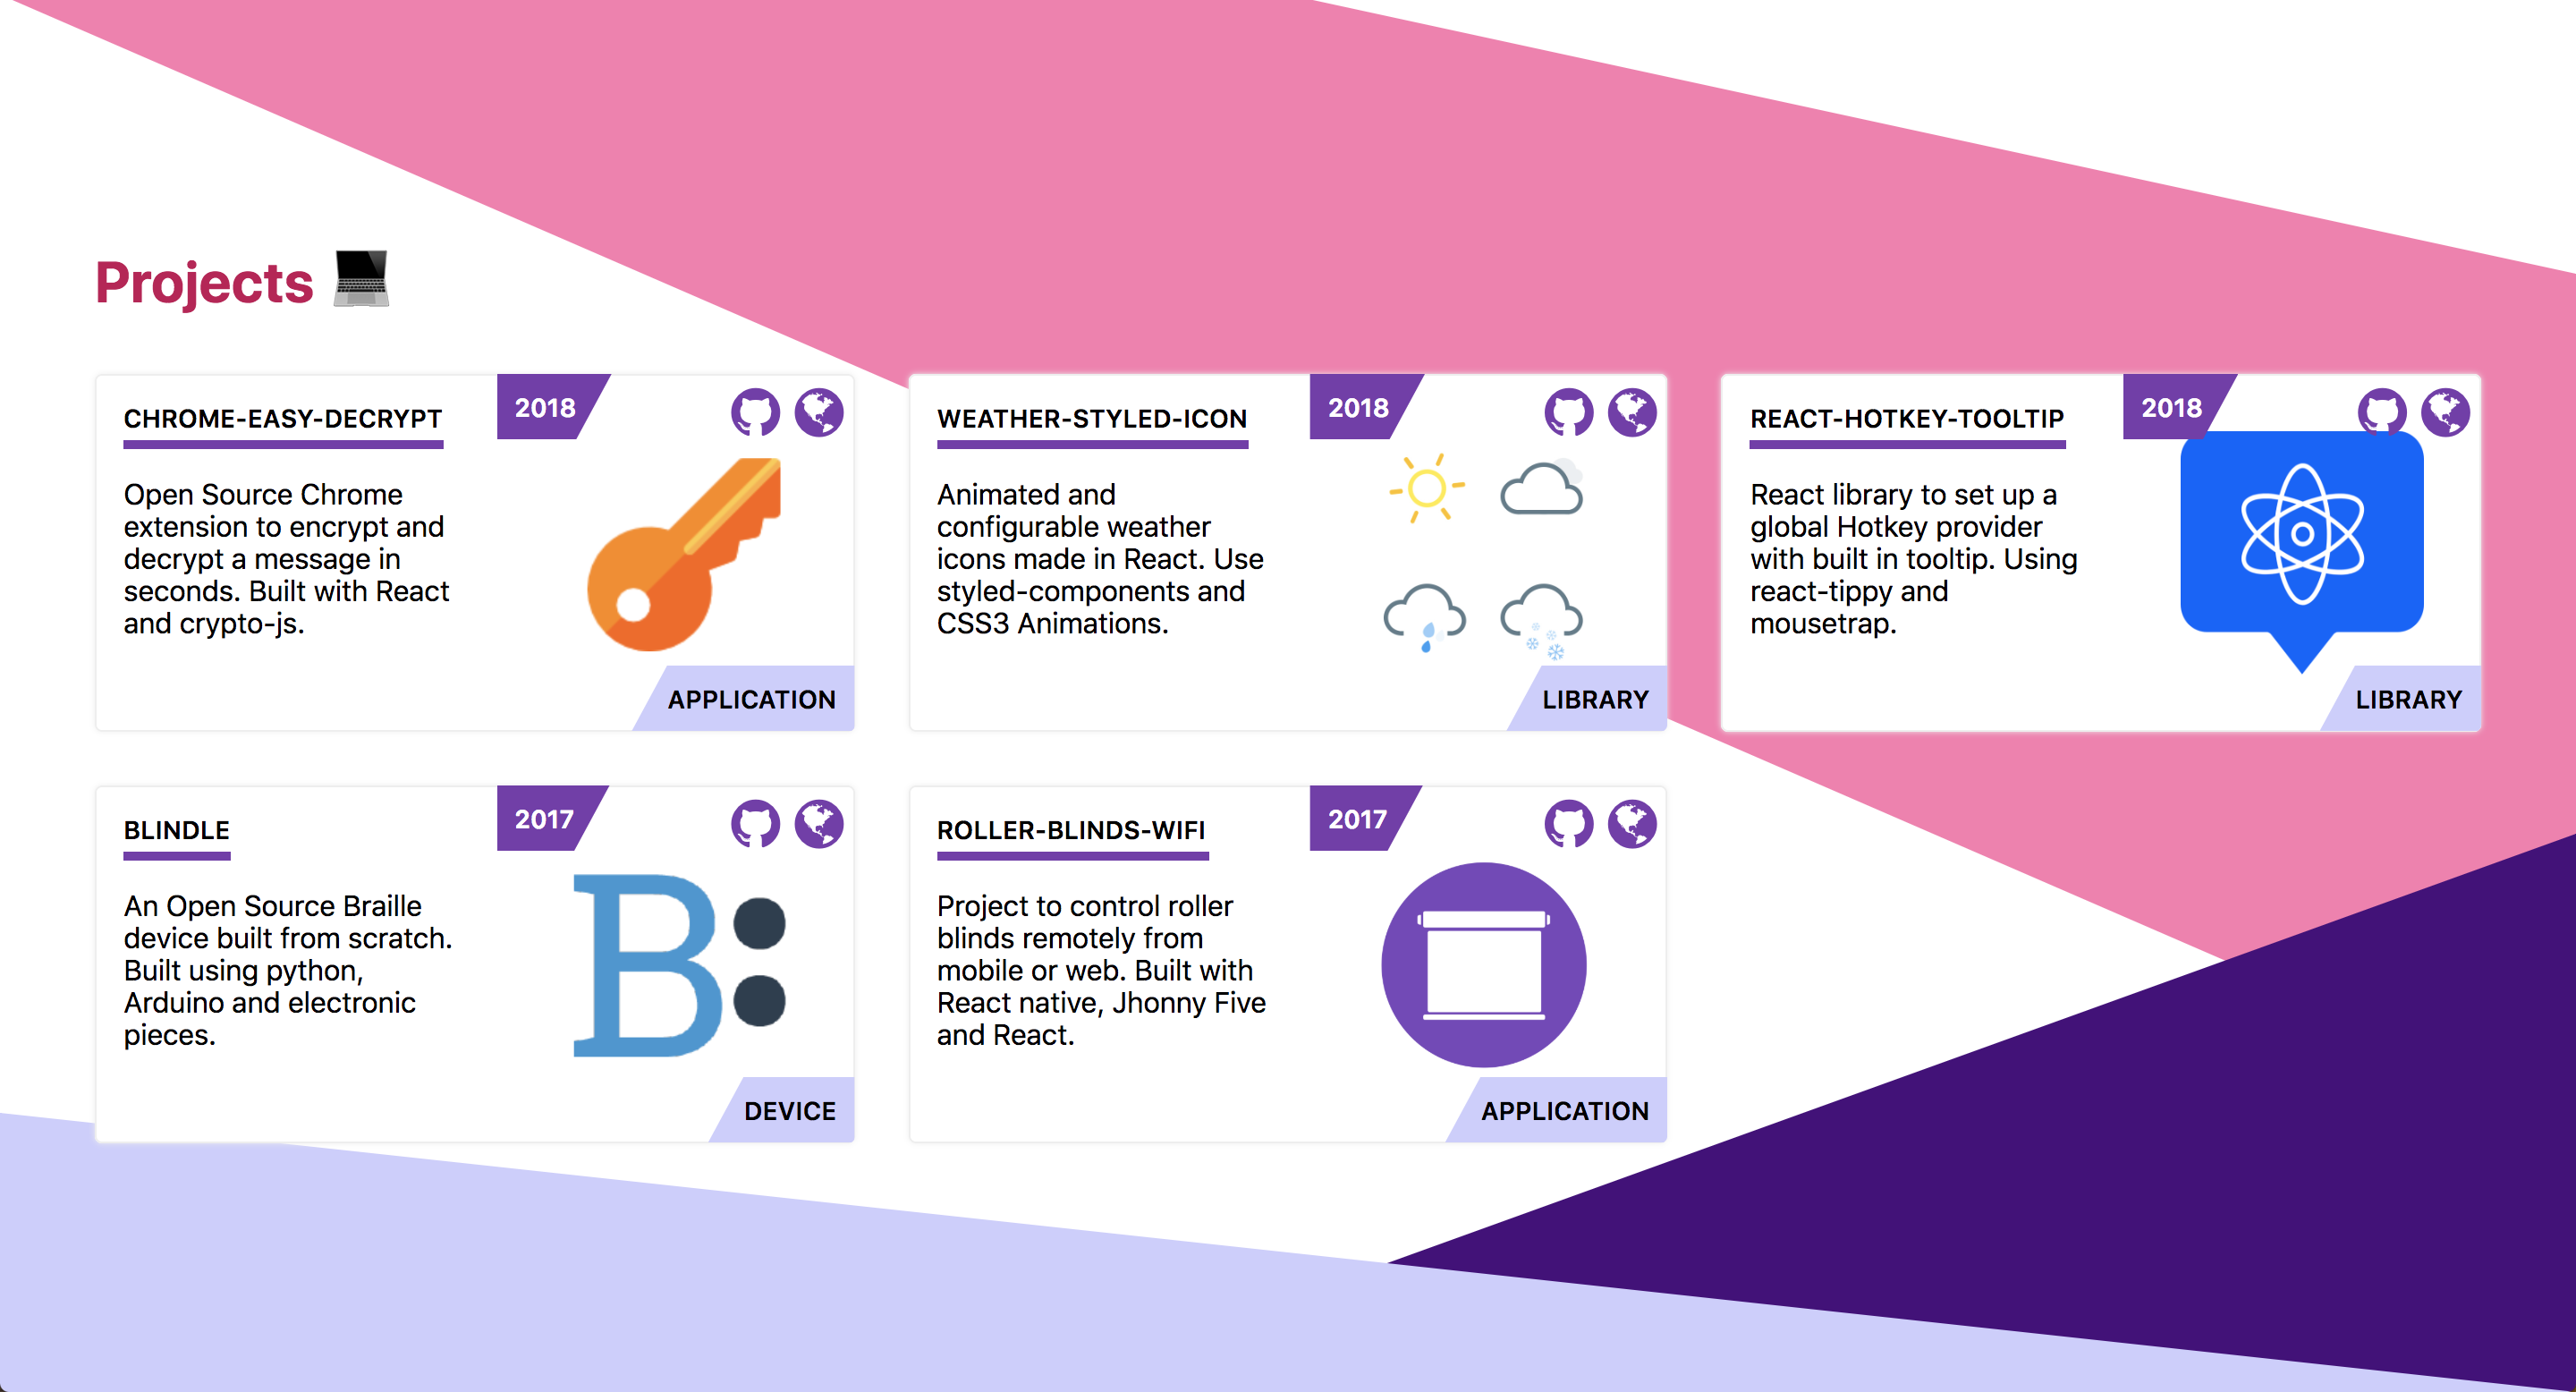 Projects 💻
CHROME-EASY-DECRYPT
2018
Open Source Chrome
extension to encrypt and
decrypt a message in
seconds. Built with React
and crypto-js.
APPLICATION
WEATHER-STYLED-ICON
2018
Animated and
configurable weather
icons made in React. Use
styled-components and
CSS3 Animations.
LIBRARY
REACT-HOTKEY-TOOLTIP
2018
React library to set up a
global Hotkey provider
with built in tooltip. Using
react-tippy and
mousetrap.
LIBRARY
BLINDLE
2017
An Open Source Braille
device built from scratch.
Built using python,
Arduino and electronic
pieces.
B:
DEVICE
ROLLER-BLINDS-WIFI
2017
Project to control roller
blinds remotely from
mobile or web. Built with
React native, Jhonny Five
and React.
APPLICATION